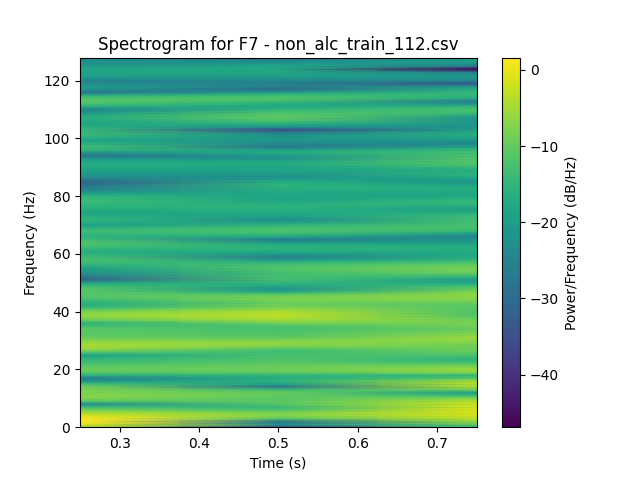 Spectrogram for F7 - non_alc_train_112.csv
Frequency (Hz)
120
100
80
60
40
20
0
0.3 0.4 0.5 0.6 0.7
Time (s)
0
−10
−20
−30
−40
Power/Frequency (dB/Hz)